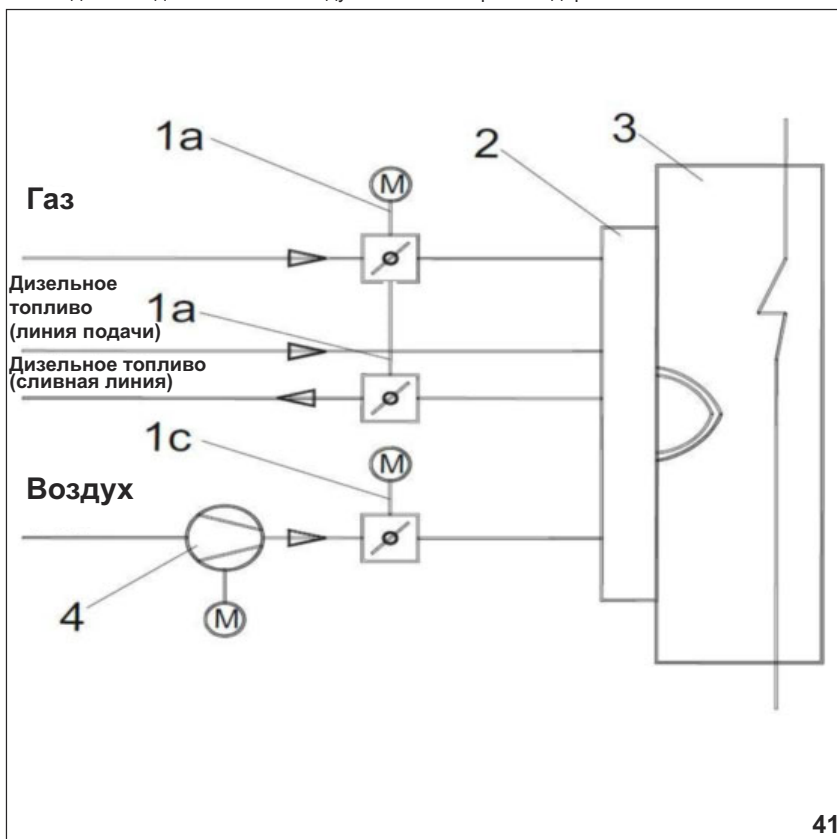 1a
M
2
3
Газ
Дизельное
топливо
(линия подачи)
1a
Дизельное топливо
(сливная линия)
1c
M
Воздух
4
M
41